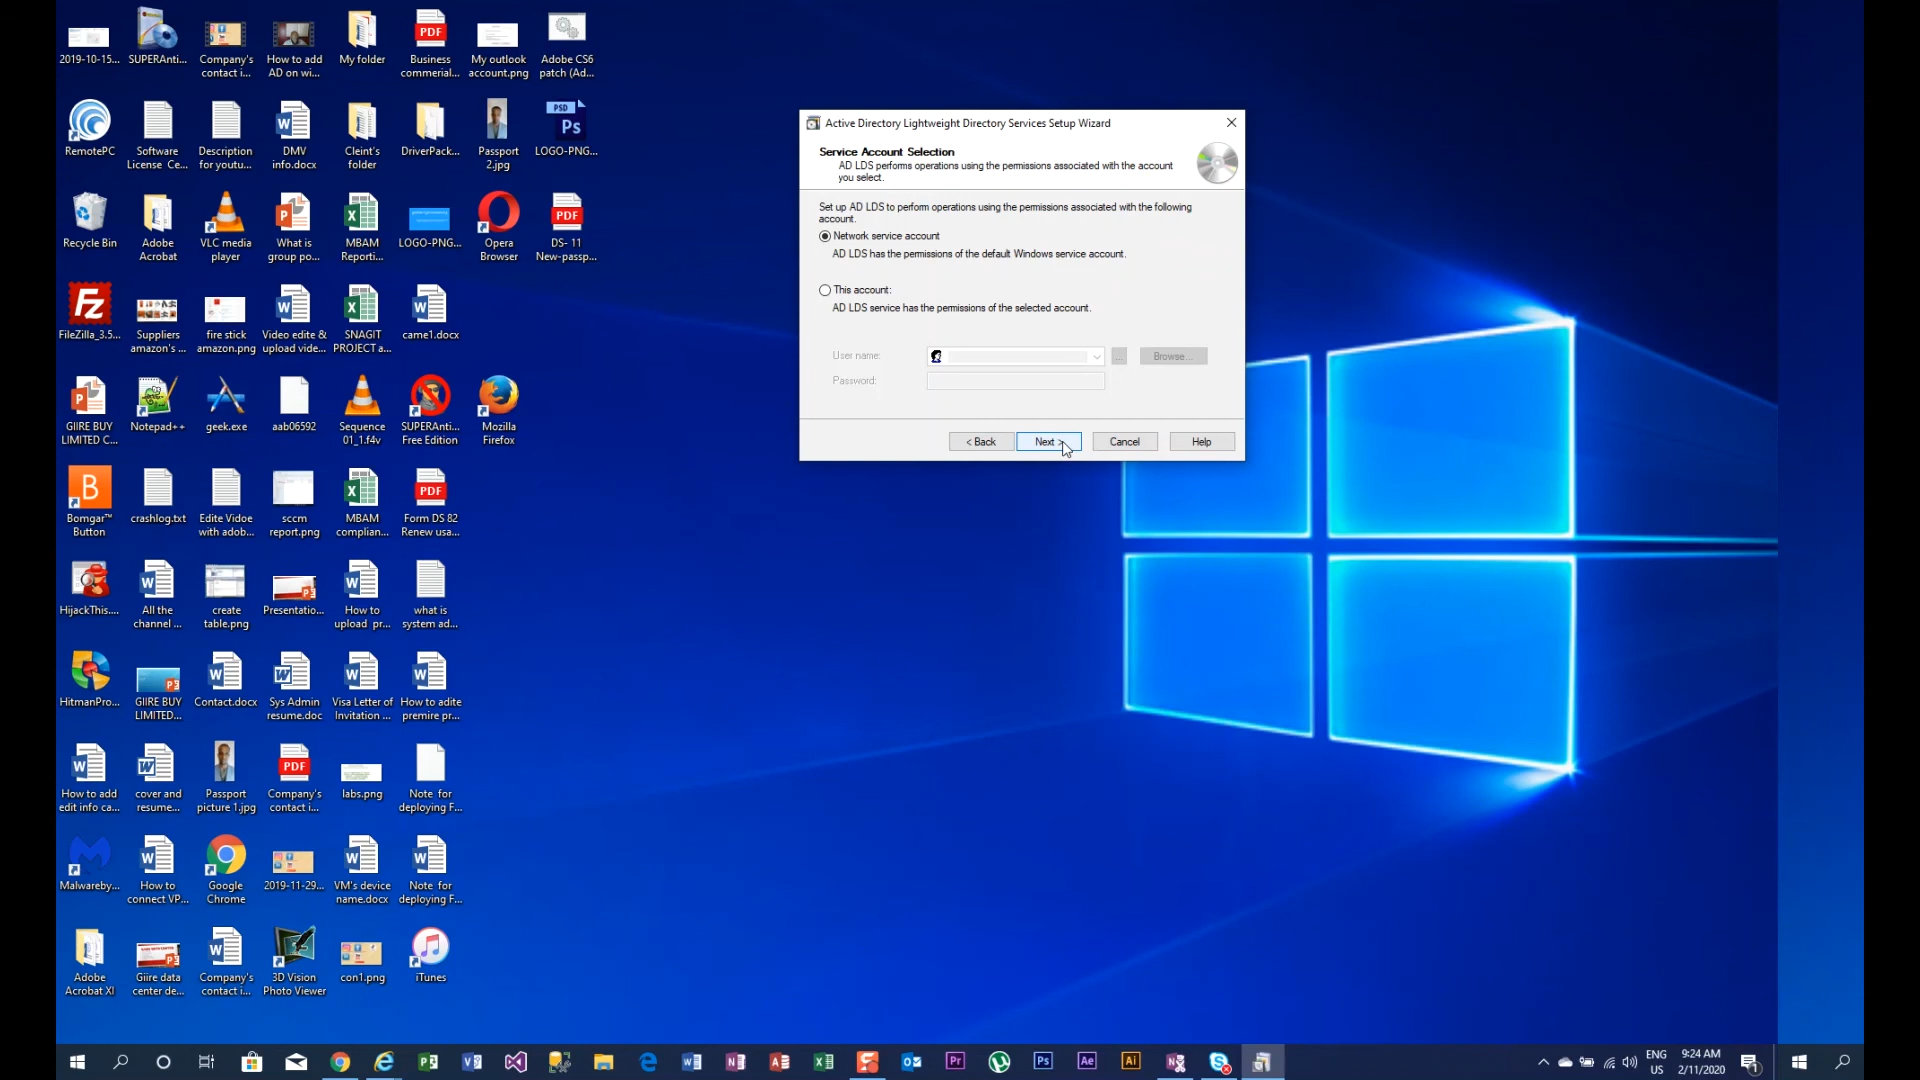 2019-10-15...
SUPERAnti...
Company's
contact i...
How to add
AD on wi...
My folder
PDF
Business
commerial...
My outlook
account.png
Adobe CS6
patch (Ad...
RemotePC
Software
License Ce...
Description
for youtu...
DMV
info.docx
Cleint's
folder
DriverPack...
Passport
2.jpg
PSD
Ps
LOGO-PNG...
Recycle Bin
Adobe
Acrobat
VLC media
player
What is
group po...
MBAM
Reporti...
LOGO-PNG...
Opera
Browser
PDF
DS- 11
New-passp...
Fz
FileZilla_3.5...
Suppliers
amazon's ...
fire stick
amazon.png
Video edite &
upload vide...
SNAGIT
PROJECT a...
came1.docx
GIIRE BUY
LIMITED C...
Notepad++
geek.exe
aab06592
Sequence
01_1.f4v
SUPERAnti...
Free Edition
Mozilla
Firefox
B
Bomgar™
Button
crashlog.txt
Edite Vidoe
with adob...
sccm
report.png
MBAM
complian...
PDF
Form DS 82
Renew usa...
HijackThis....
All the
channel ...
create
table.png
Presentatio...
How to
upload pr...
what is
system ad...
HitmanPro...
GIIRE BUY
LIMITED...
Contact.docx
Sys Admin
resume.doc
Visa Letter of
Invitation ...
How to adite
premire pr...
How to add
edit info ca...
cover and
resume...
Passport
picture 1.jpg
PDF
Company's
contact i...
labs.png
Note for
deploying F...
Malwareby...
How to
connect VP...
Google
Chrome
2019-11-29...
VM's device
name.docx
Note for
deploying F...
Adobe
Acrobat XI
Giire data
center de...
Company's
contact i...
3D Vision
Photo Viewer
con1.png
iTunes
Active Directory Lightweight Directory Services Setup Wizard
Service Account Selection
AD LDS performs operations using the permissions associated with the account
you select.
Set up AD LDS to perform operations using the permissions associated with the following
account.
Network service account
AD LDS has the permissions of the default Windows service account.
This account:
AD LDS service has the permissions of the selected account.
User name:
... Browse...
Password:
< Back Next > Cancel Help
ENG 9:24 AM
US 2/11/2020